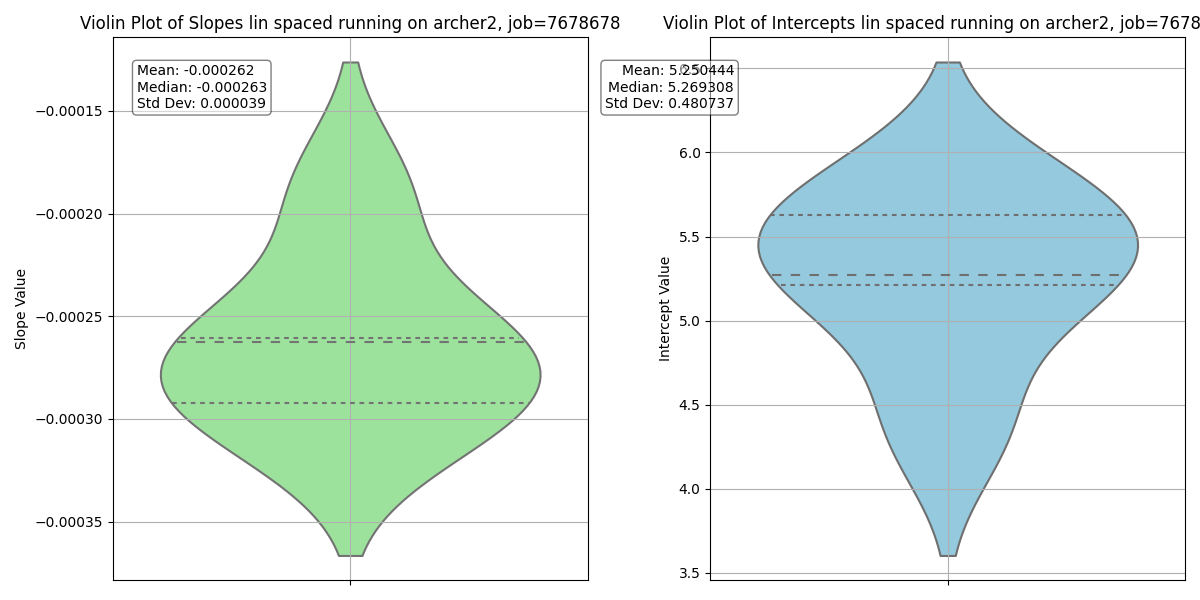 Violin Plot of Slopes lin spaced running on archer2, job=7678678
Mean: -0.000262
Median: -0.000263
Std Dev: 0.000039
−0.00015
−0.00020
−0.00025
−0.00030
−0.00035
Slope Value
Violin Plot of Intercepts lin spaced running on archer2, job=7678
Mean: 5.250444
Median: 5.269308
Std Dev: 0.480737
6.5
6.0
5.5
5.0
4.5
4.0
3.5
Intercept Value